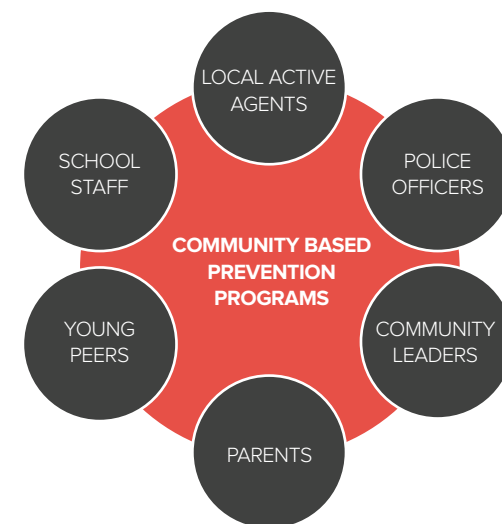 LOCAL ACTIVE
AGENTS
SCHOOL
STAFF
POLICE
OFFICERS
COMMUNITY BASED
PREVENTION
PROGRAMS
YOUNG
PEERS
COMMUNITY
LEADERS
PARENTS